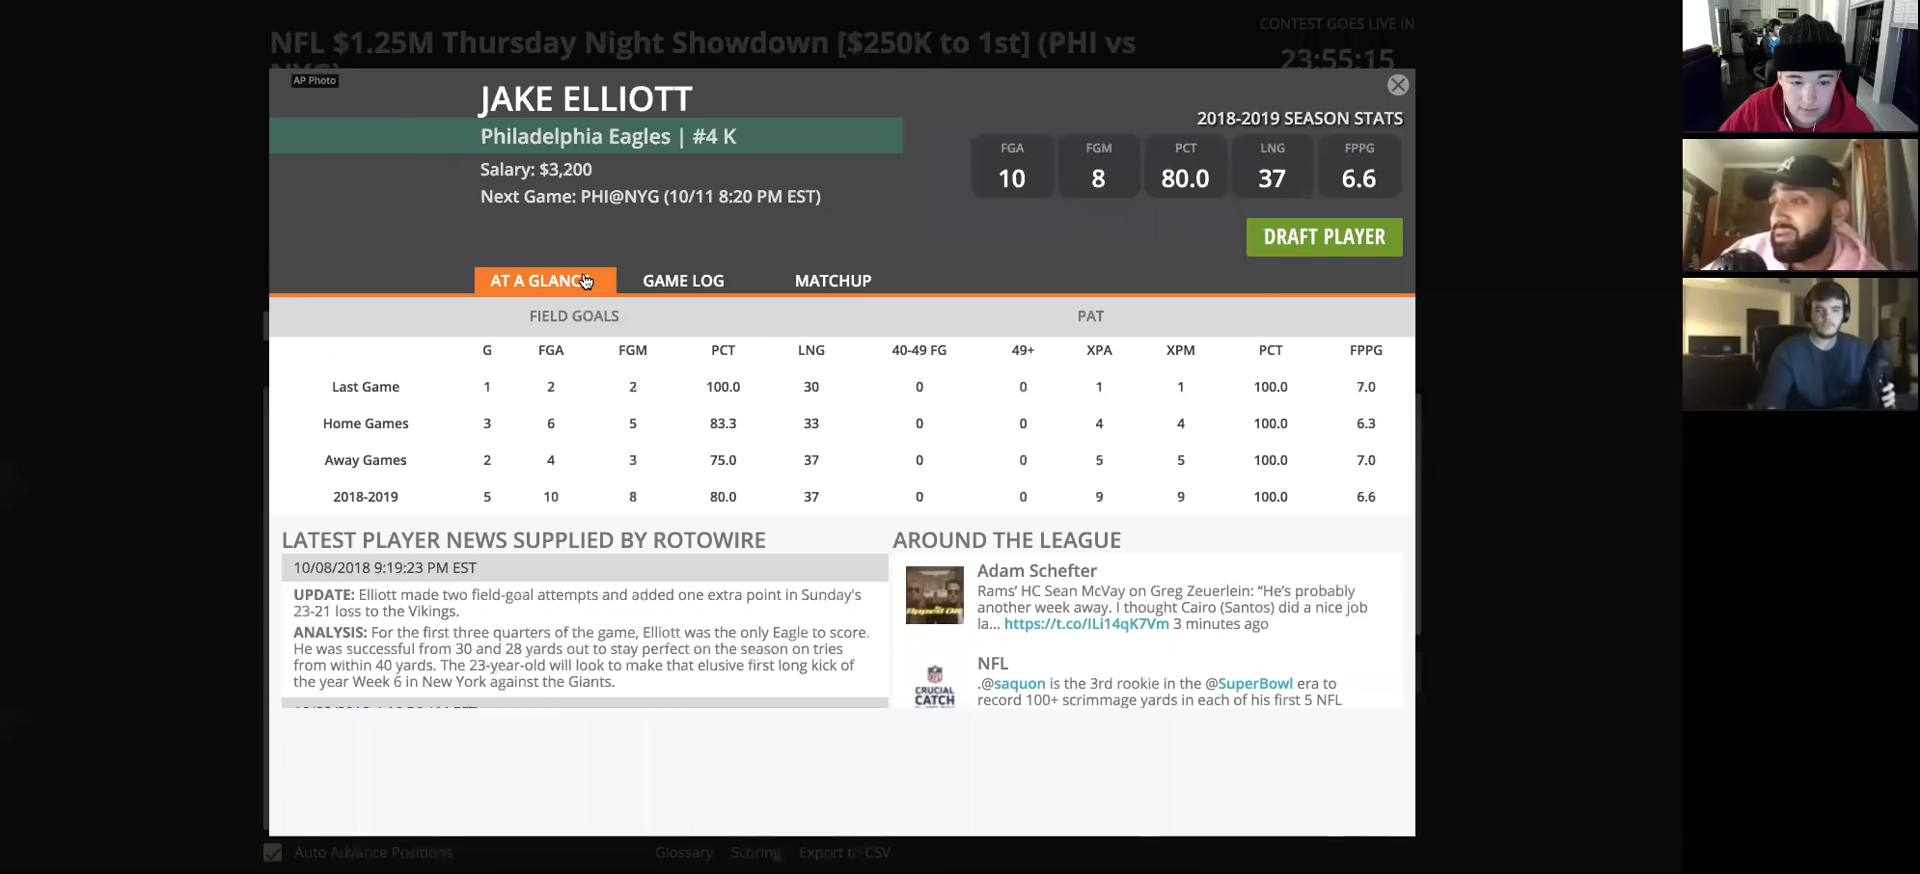 NFL $1.25M Thursday Night Showdown [$250K to 1st] (PHI vs
CONTEST GOES LIVE IN
23:55:15
AP Photo
JAKE ELLIOTT
Philadelphia Eagles | #4 K
Salary: $3,200
Next Game: PHI@NYG (10/11 8:20 PM EST)
2018-2019 SEASON STATS
FGA FGM PCT LNG FPPG
10 8 80.0 37 6.6
DRAFT PLAYER
AT A GLANC GAME LOG MATCHUP
FIELD GOALS PAT
G FGA FGM PCT LNG 40-49 FG 49+ XPA XPM PCT FPPG
Last Game 1 2 2 100.0 30 0 0 1 1 100.0 7.0
Home Games 3 6 5 83.3 33 0 0 4 4 100.0 6.3
Away Games 2 4 3 75.0 37 0 0 5 5 100.0 7.0
2018-2019 5 10 8 80.0 37 0 0 9 9 100.0 6.6
LATEST PLAYER NEWS SUPPLIED BY ROTOWIRE
10/08/2018 9:19:23 PM EST
UPDATE: Elliott made two field-goal attempts and added one extra point in Sunday's
23-21 loss to the Vikings.
ANALYSIS: For the first three quarters of the game, Elliott was the only Eagle to score.
He was successful from 30 and 28 yards out to stay perfect on the season on tries
from within 40 yards. The 23-year-old will look to make that elusive first long kick of
the year Week 6 in New York against the Giants.
AROUND THE LEAGUE
Adam Schefter
Rams' HC Sean McVay on Greg Zeuerlein: “He's probably
another week away. I thought Cairo (Santos) did a nice job
la... https://t.co/ILi14qK7Vm 3 minutes ago
NFL
CRUCIAL
CATCH
.@saquon is the 3rd rookie in the @SuperBowl era to
record 100+ scrimmage yards in each of his first 5 NFL
Auto Advance Positions Glossary Scoring Export to CSV